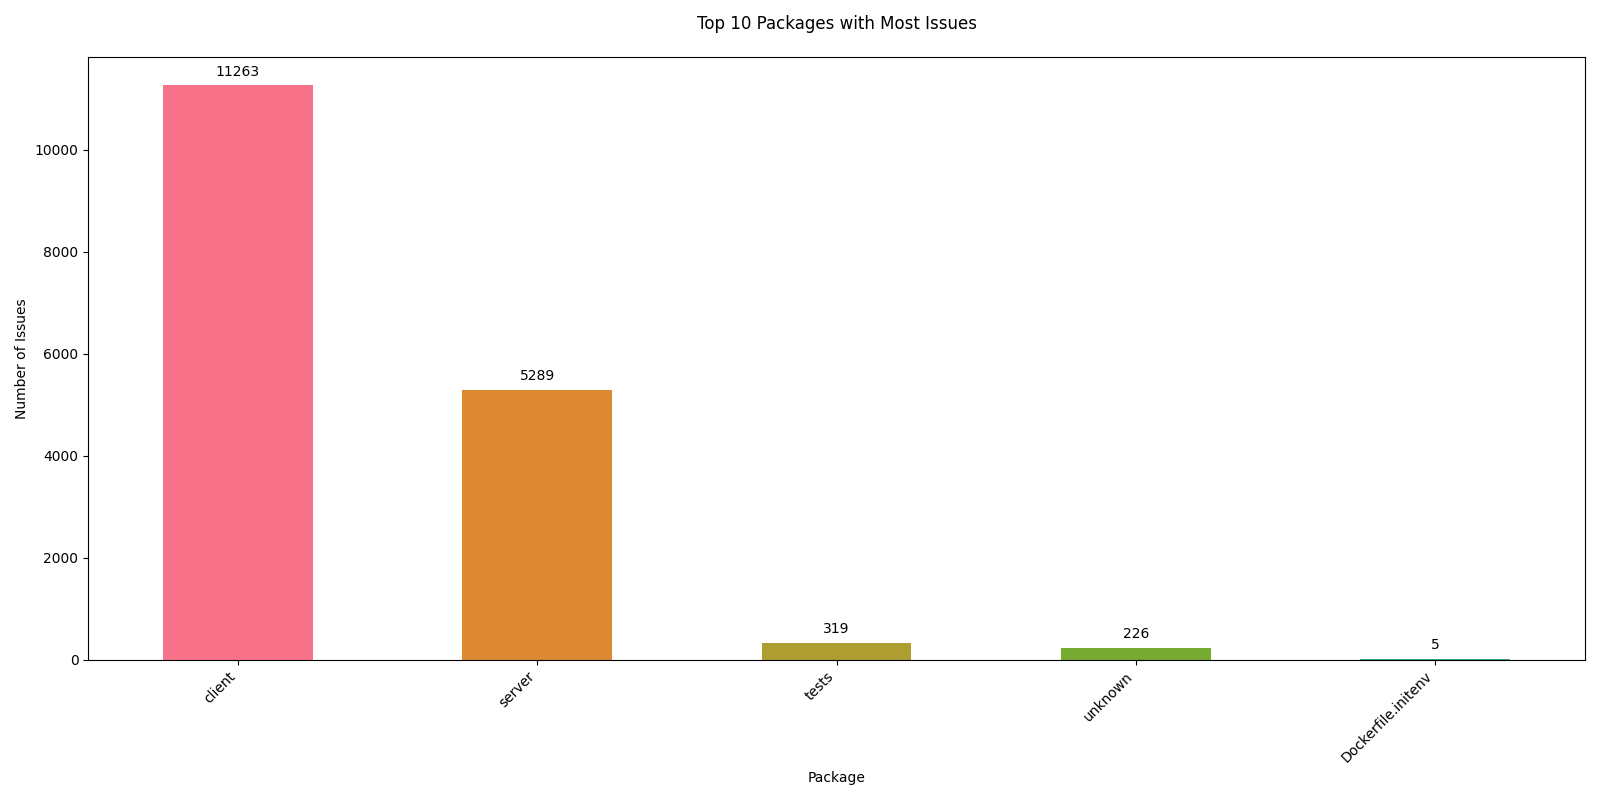 Top 10 Packages with Most Issues
11263
10000
8000
6000
4000
2000
0
Number of Issues
5289
319
226
5
client
server
tests
unknown
Dockerfile.initenv
Package